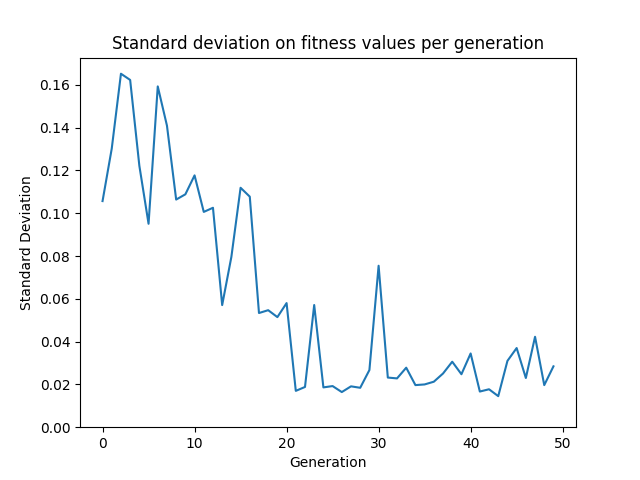 Standard deviation on fitness values per generation
0.16
0.14
0.12
0.10
0.08
0.06
0.04
0.02
0.00
Standard Deviation
0 10 20 30 40 50
Generation